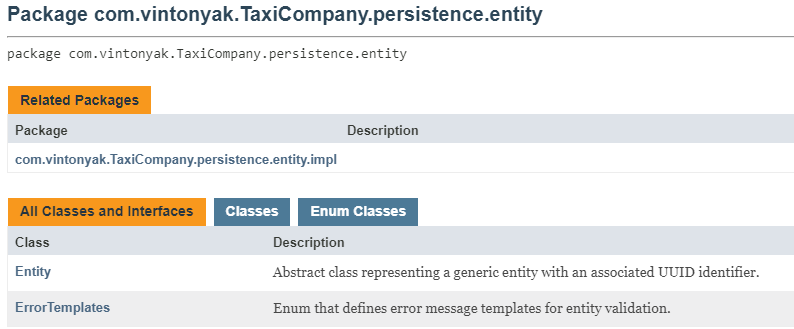 Package com.vintonyak.TaxiCompany.persistence.entity
package com.vintonyak.TaxiCompany.persistence.entity
Related Packages
Package Description
com.vintonyak.TaxiCompany.persistence.entity.impl
All Classes and Interfaces Classes Enum Classes
Class Description
Entity Abstract class representing a generic entity with an associated UUID identifier.
ErrorTemplates Enum that defines error message templates for entity validation.